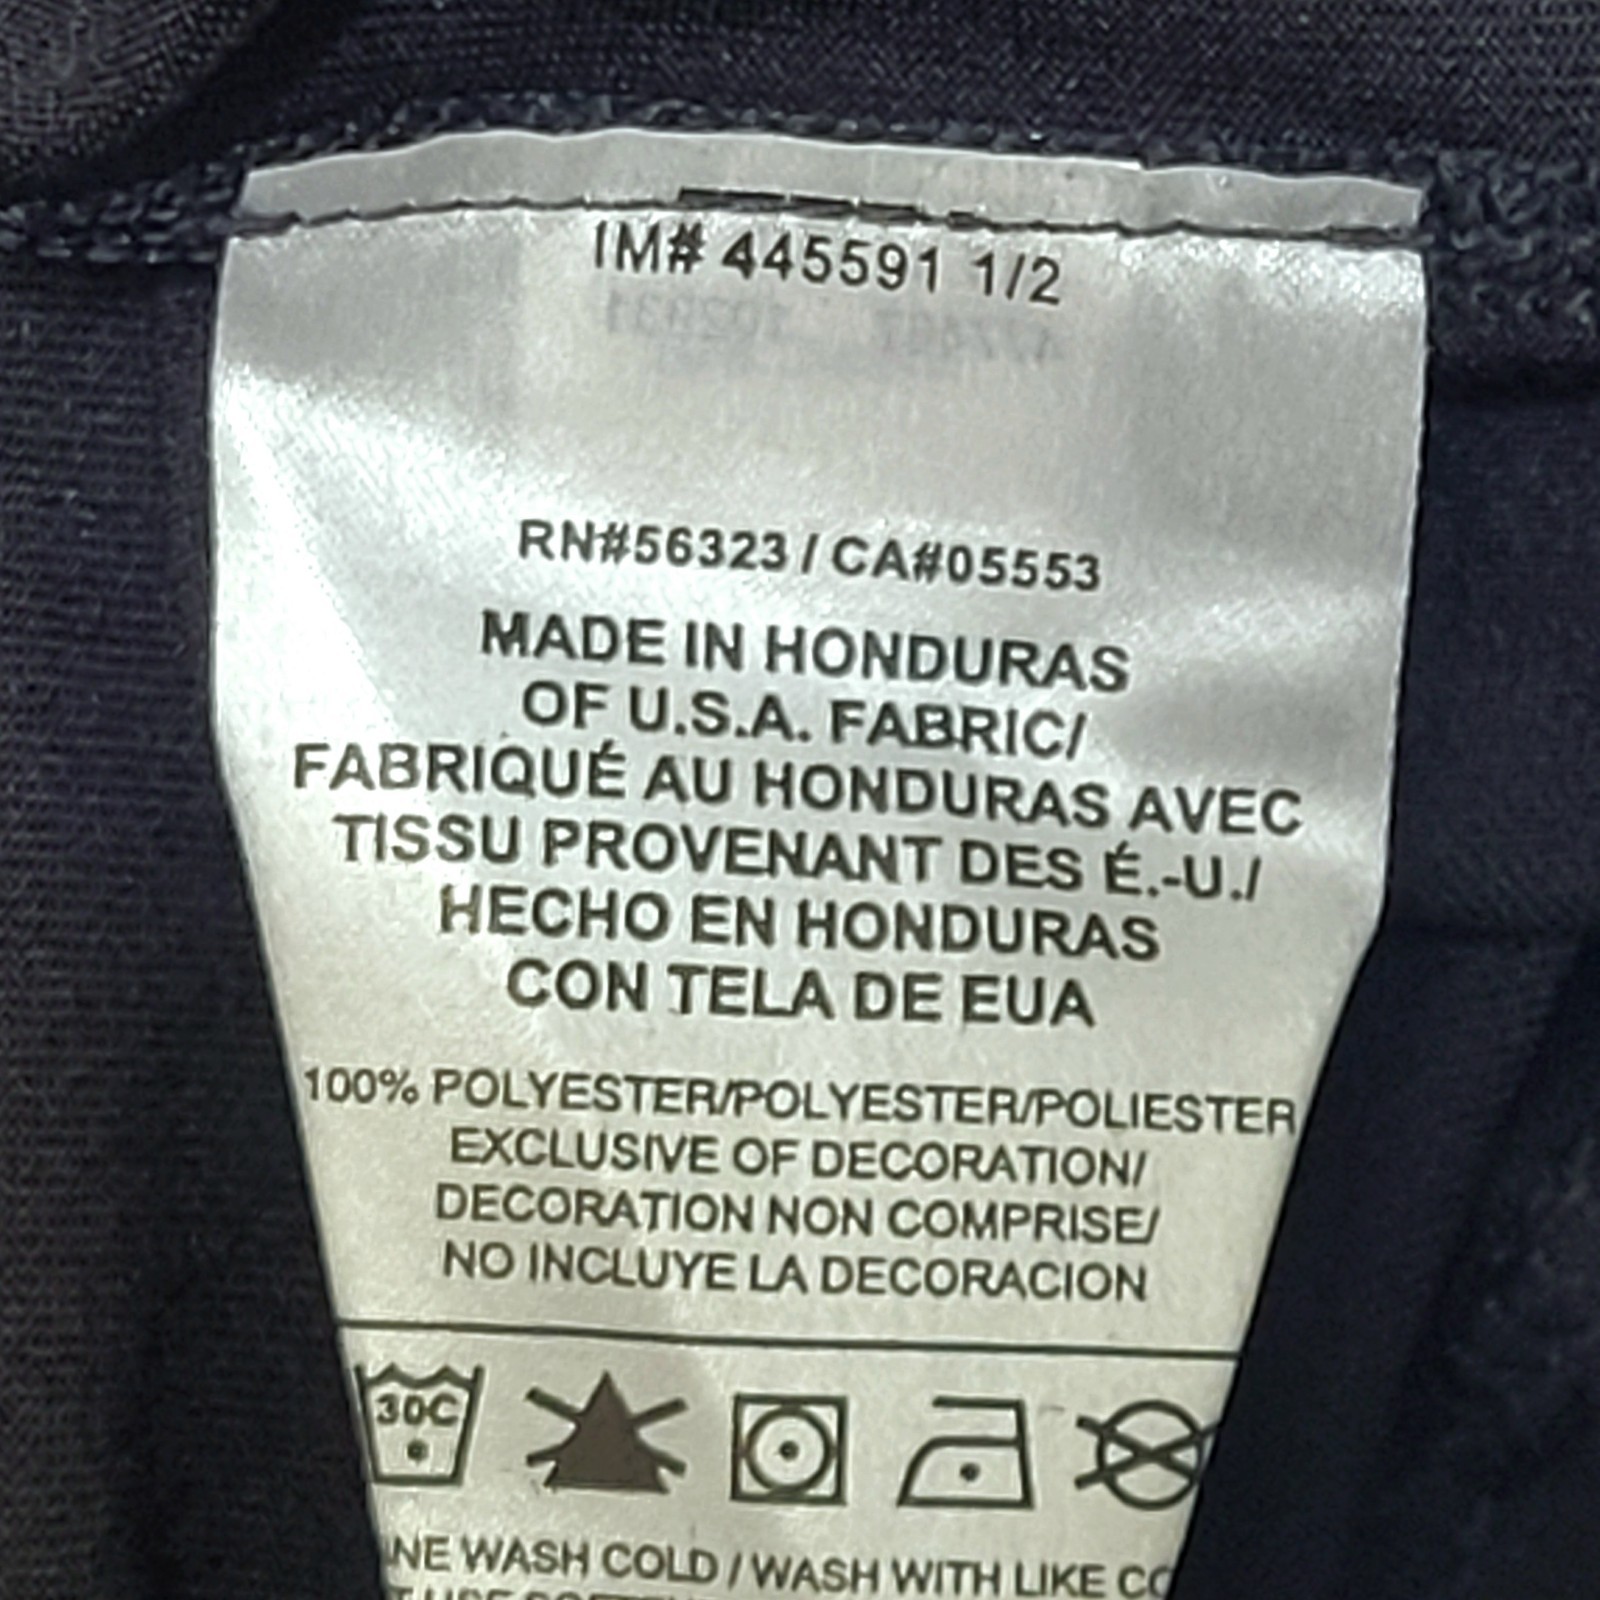 IM# 445591 1/2
RN#56323 / CA#05553
MADE IN HONDURAS
OF U.S.A. FABRIC/
FABRIQUÉ AU HONDURAS AVEC
TISSU PROVENANT DES É.-U./
HECHO EN HONDURAS
CON TELA DE EUA
100% POLYESTER/POLYESTER/POLIESTER
EXCLUSIVE OF DECORATION/
DECORATION NON COMPRISE/
NO INCLUYE LA DECORACION
30C
WASH COLD / WASH WITH LIKE